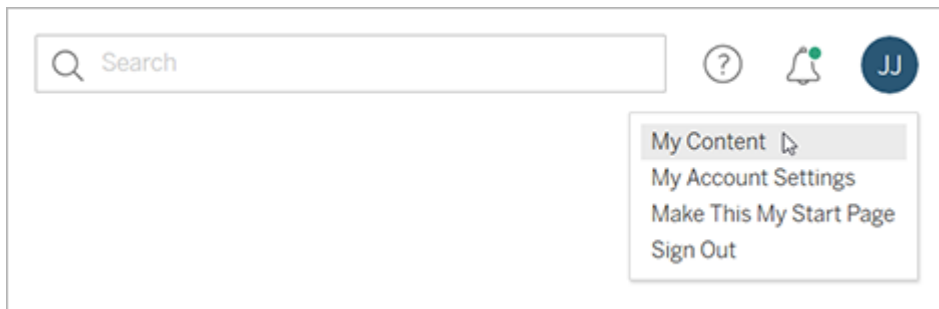 Search
?
JJ
My Content
My Account Settings
Make This My Start Page
Sign Out